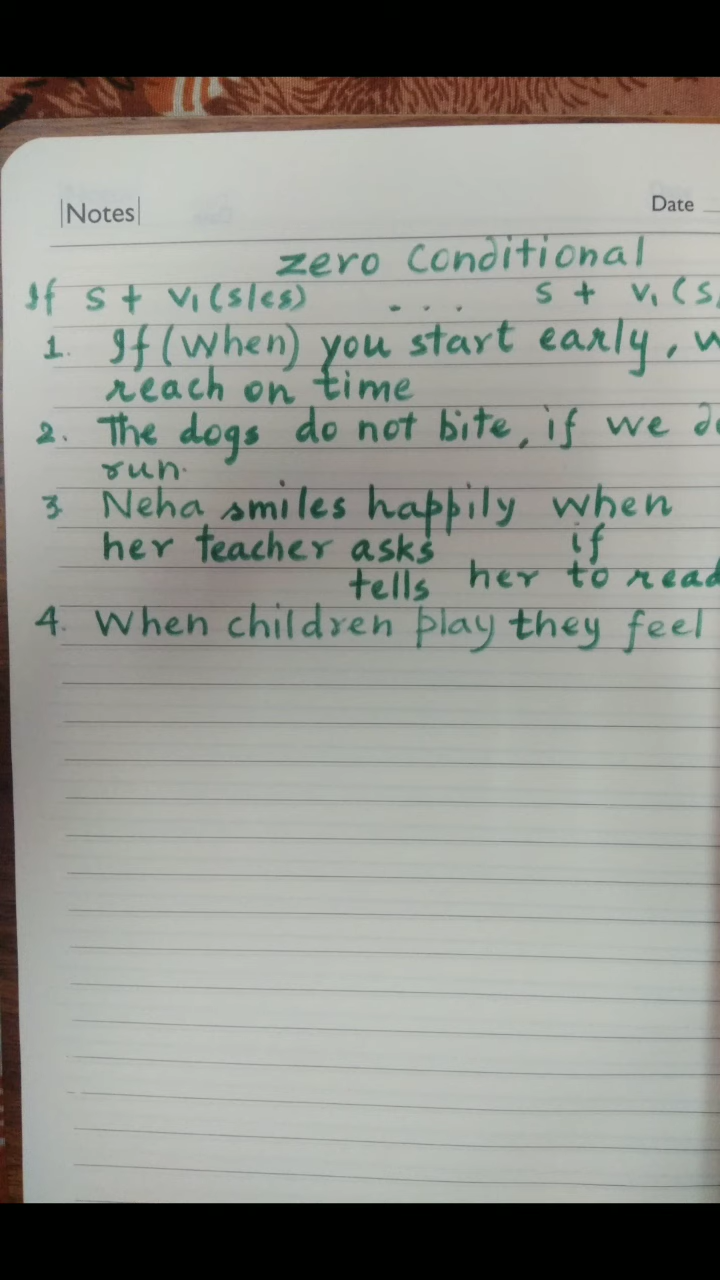 |Notes|
Date
zero Conditional
If S + V₁(s/es) ... S + V₁ (S/
1. If (When) you start early, w
reach on time
2. The dogs do not bite, if we do
run.
3 Neha smiles happily when
her teacher asks if
tells her to read
4. When children play they feel